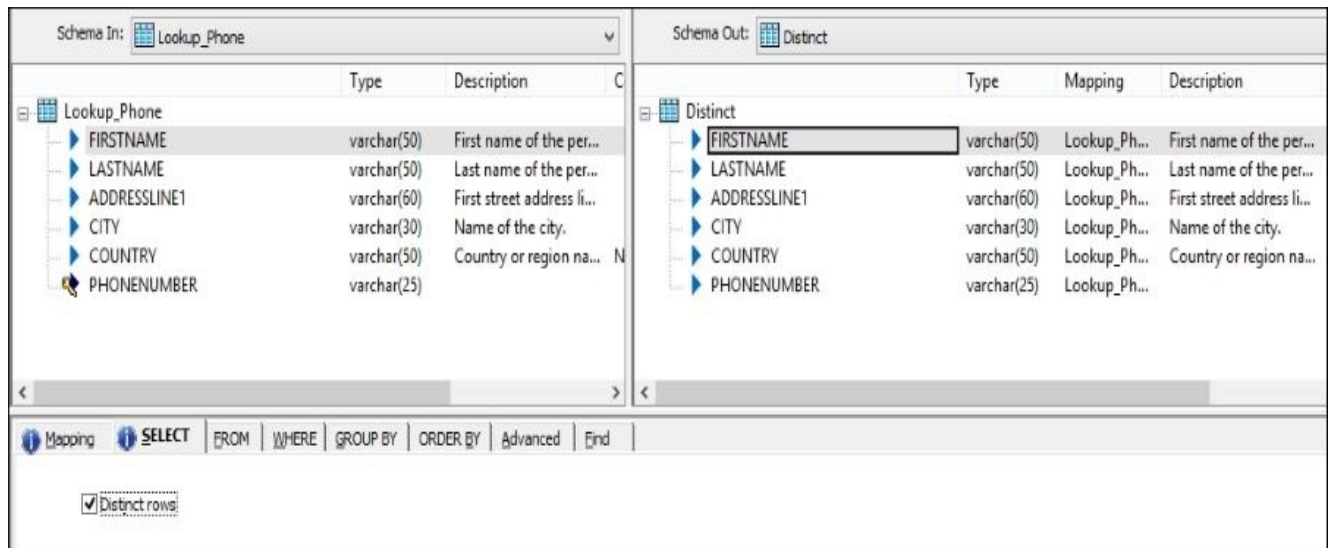 Schema In: Lookup_Phone
Type Description C
Lookup_Phone
FIRSTNAME varchar(50) First name of the per...
LASTNAME varchar(50) Last name of the per...
ADDRESSLINE1 varchar(60) First street address li...
CITY varchar(30) Name of the city.
COUNTRY varchar(50) Country or region na... N
PHONENUMBER varchar(25)
Schema Out: Distinct
Type Mapping Description
Distinct
FIRSTNAME varchar(50) Lookup_Ph... First name of the per...
LASTNAME varchar(50) Lookup_Ph... Last name of the per...
ADDRESSLINE1 varchar(60) Lookup_Ph... First street address li...
CITY varchar(30) Lookup_Ph... Name of the city.
COUNTRY varchar(50) Lookup_Ph... Country or region na...
PHONENUMBER varchar(25) Lookup_Ph...
Mapping SELECT FROM WHERE GROUP BY ORDER BY Advanced Find
Distinct rows